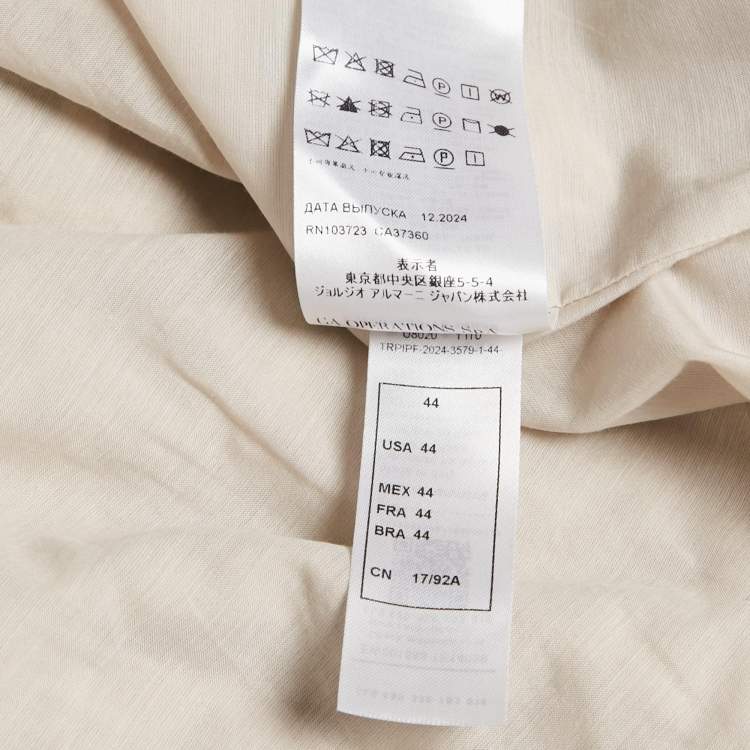 ДАТА ВЫПУСКА 12.2024
RN103723 CA37360
表示者
東京都中央区銀座5-5-4
ジョルジオ アルマーニ ジャパン株式会社
GA OPERATIONS S.P.A.
TRPIPF-2024-3579-1-44-
44
USA 44
MEX 44
FRA 44
BRA 44
CN 17/92A